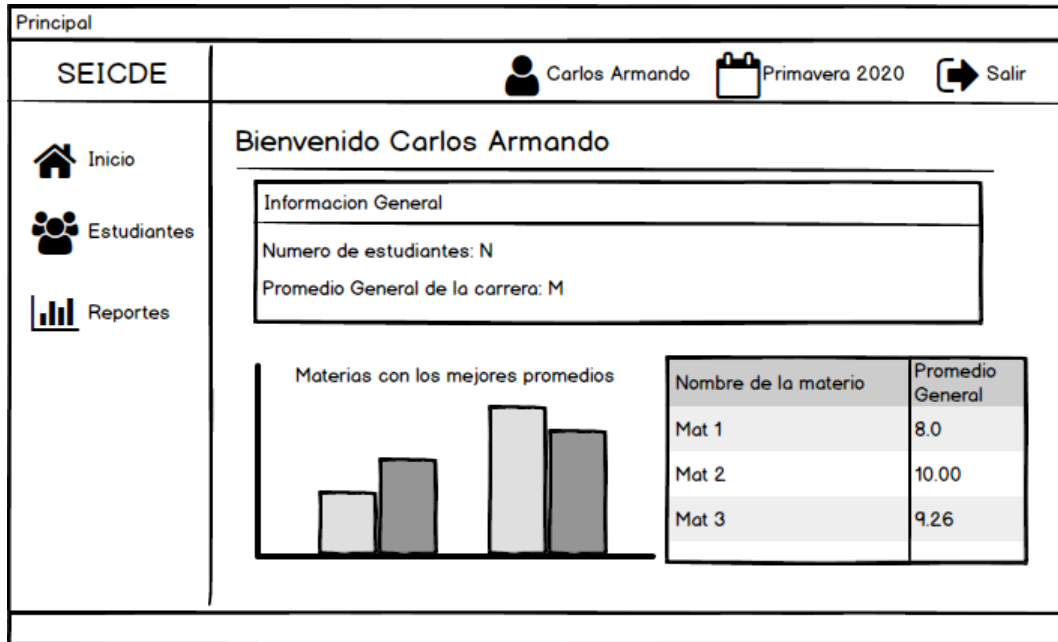 Principal
SEICDE
Carlos Armando
Primavera 2020
Salir
Inicio
Estudiantes
Reportes
Bienvenido Carlos Armando
Informacion General
Numero de estudiantes: N
Promedio General de la carrera: M
Materias con los mejores promedios
Nombre de la materio
Promedio
General
Mat 1
8.0
Mat 2
10.00
Mat 3
9.26